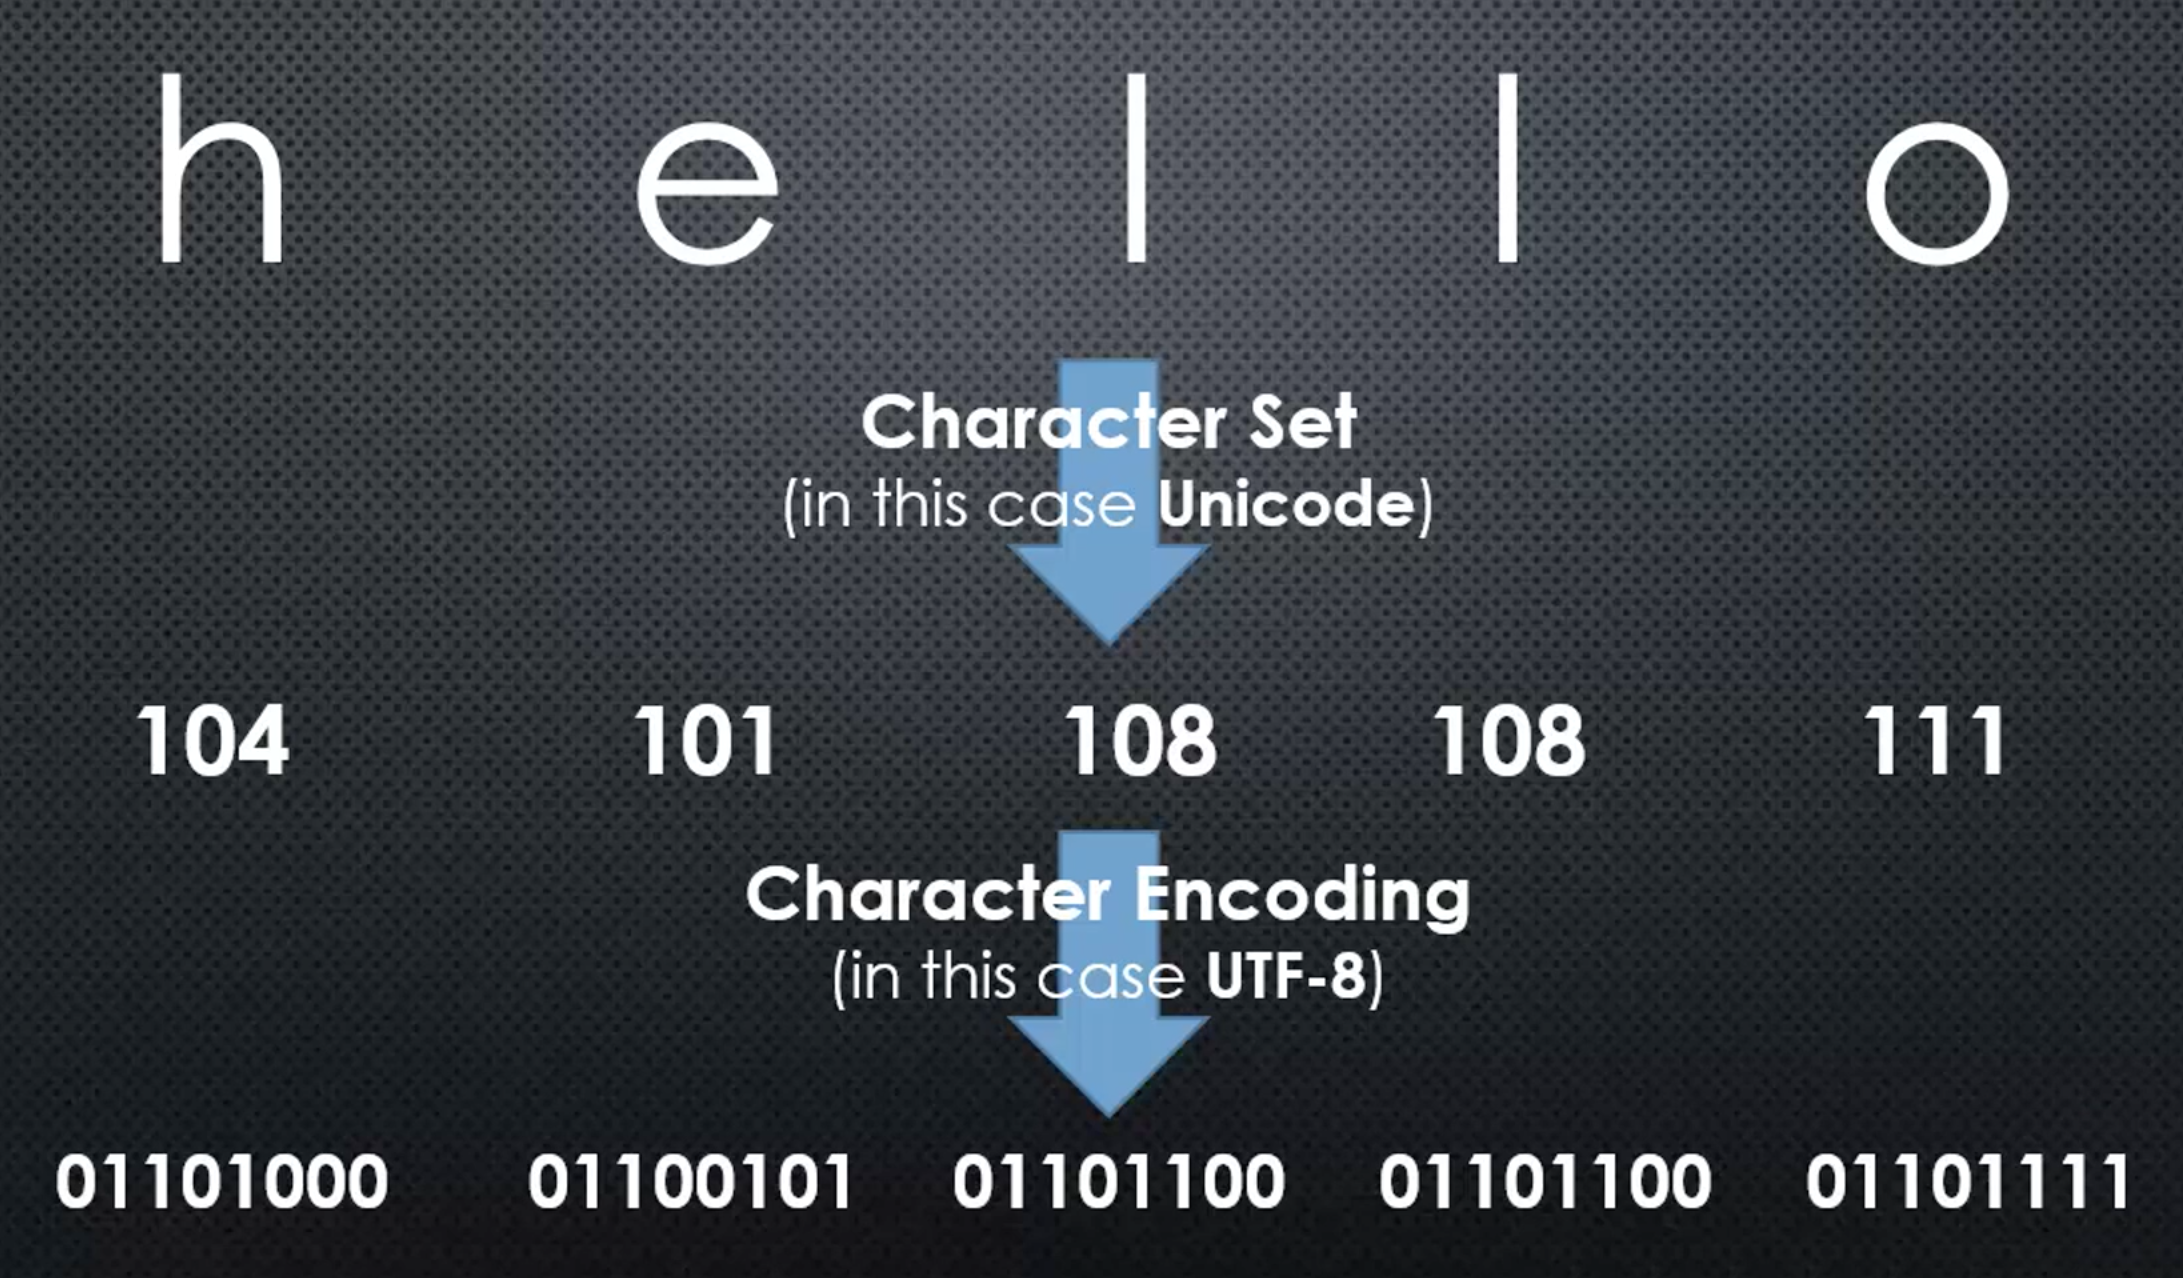 h e l l o
Character Set
(in this case Unicode)
104 101 108 108 111
Character Encoding
(in this case UTF-8)
01101000 01100101 01101100 01101100 01101111